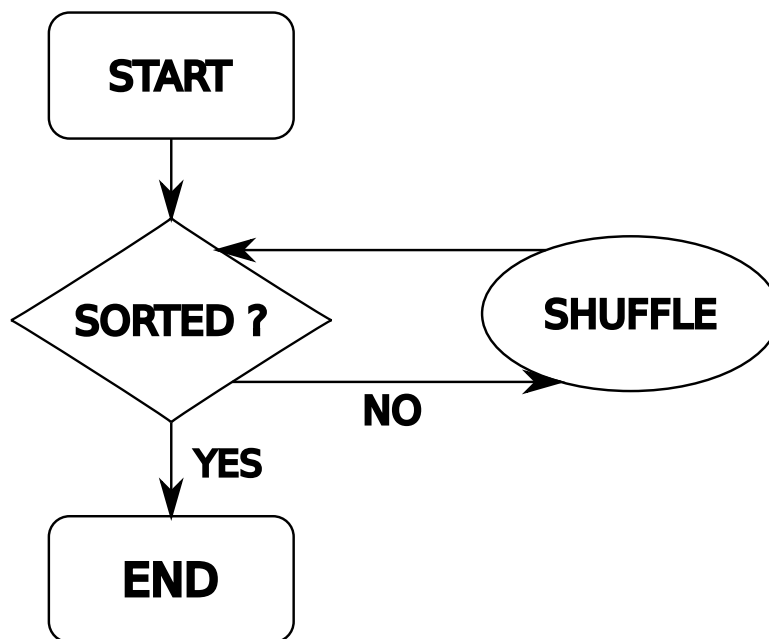 START
SORTED ?
SHUFFLE
NO
YES
END